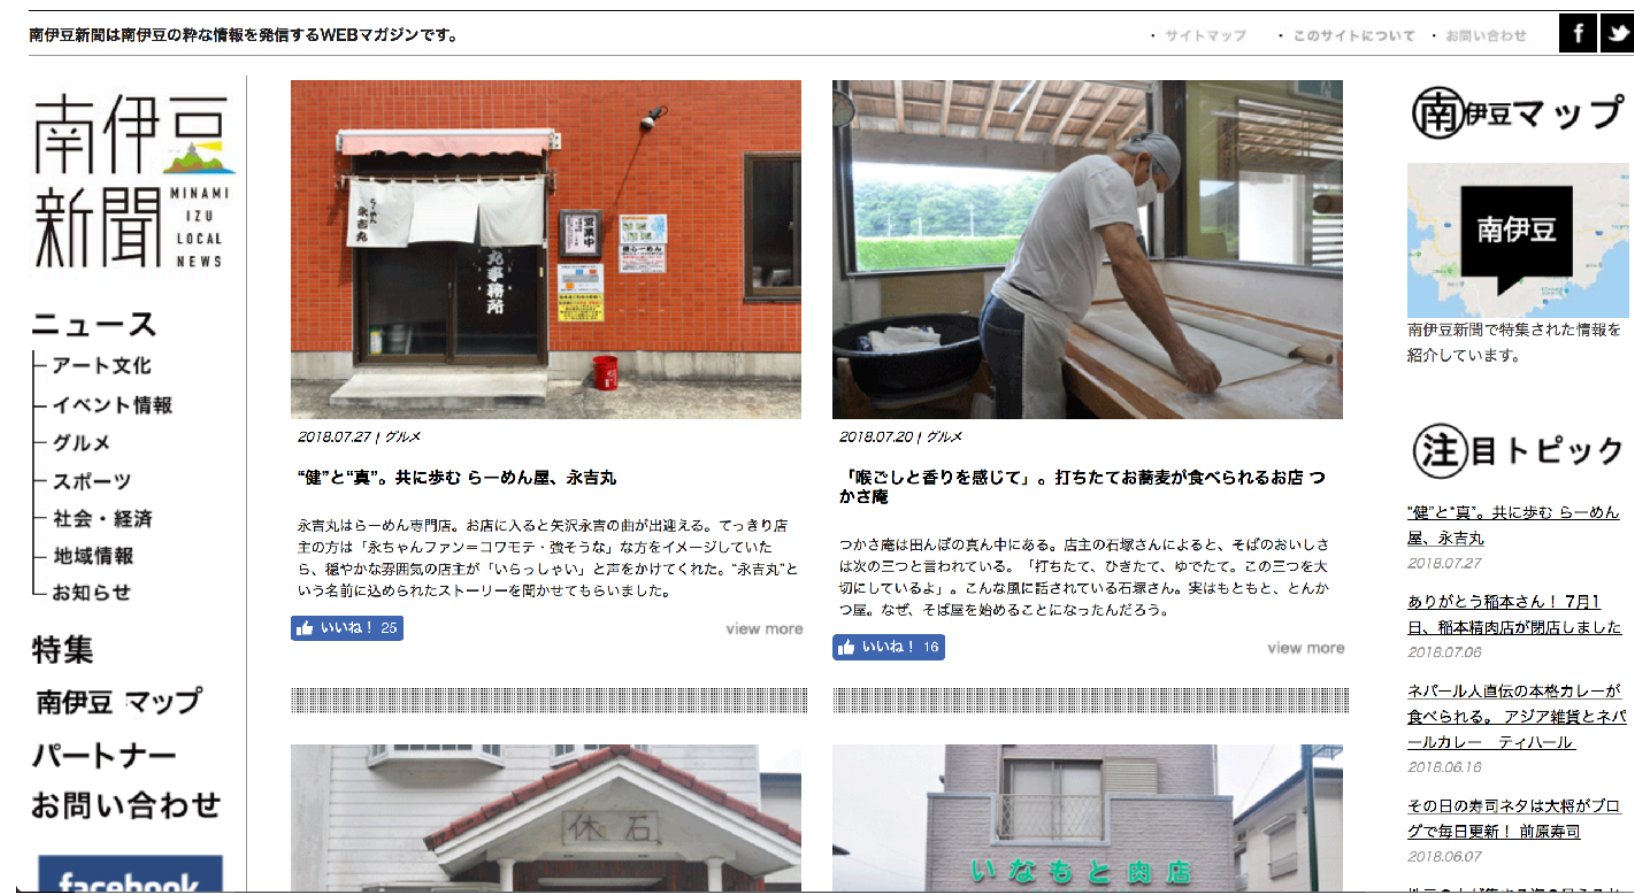 南伊豆新聞は南伊豆の粋な情報を発信するWEBマガジンです。
・ サイトマップ
・ このサイトについて
・ お問い合わせ
南伊豆
新聞
MINAMI
IZU
LOCAL
NEWS
ニュース
アート文化
イベント情報
グルメ
スポーツ
社会・経済
地域情報
お知らせ
特集
南伊豆 マップ
パートナー
お問い合わせ
facebook
らーめん
永吉丸
営業中
丸事務所
2018.07.27 | グルメ
“健”と“真”。共に歩む らーめん屋、永吉丸
永吉丸はらーめん専門店。お店に入ると矢沢永吉の曲が出迎える。てっきり店
主の方は「永ちゃんファン＝コワモテ・強そうな」な方をイメージしていた
ら、穏やかな雰囲気の店主が「いらっしゃい」と声をかけてくれた。“永吉丸”と
いう名前に込められたストーリーを聞かせてもらいました。
いいね！ 25
view more
2018.07.20 | グルメ
「喉ごしと香りを感じて」。打ちたてお蕎麦が食べられるお店 つ
かさ庵
つかさ庵は田んぼの真ん中にある。店主の石塚さんによると、そばのおいしさ
は次の三つと言われている。「打ちたて、ひきたて、ゆでたて。この三つを大
切にしているよ」。こんな風に話されている石塚さん。実はもともと、とんか
つ屋。なぜ、そば屋を始めることになったんだろう。
いいね！ 16
view more
休石
いなもと肉店
南伊豆マップ
南伊豆
南伊豆新聞で特集された情報を
紹介しています。
注目トピック
“健”と“真”。共に歩む らーめん
屋、永吉丸
2018.07.27
ありがとう稲本さん！ 7月1
日、稲本精肉店が閉店しました
2018.07.06
ネパール人直伝の本格カレーが
食べられる。 アジア雑貨とネパ
ールカレー　ティハール
2018.06.16
その日の寿司ネタは大将がブロ
グで毎日更新！ 前原寿司
2018.06.07